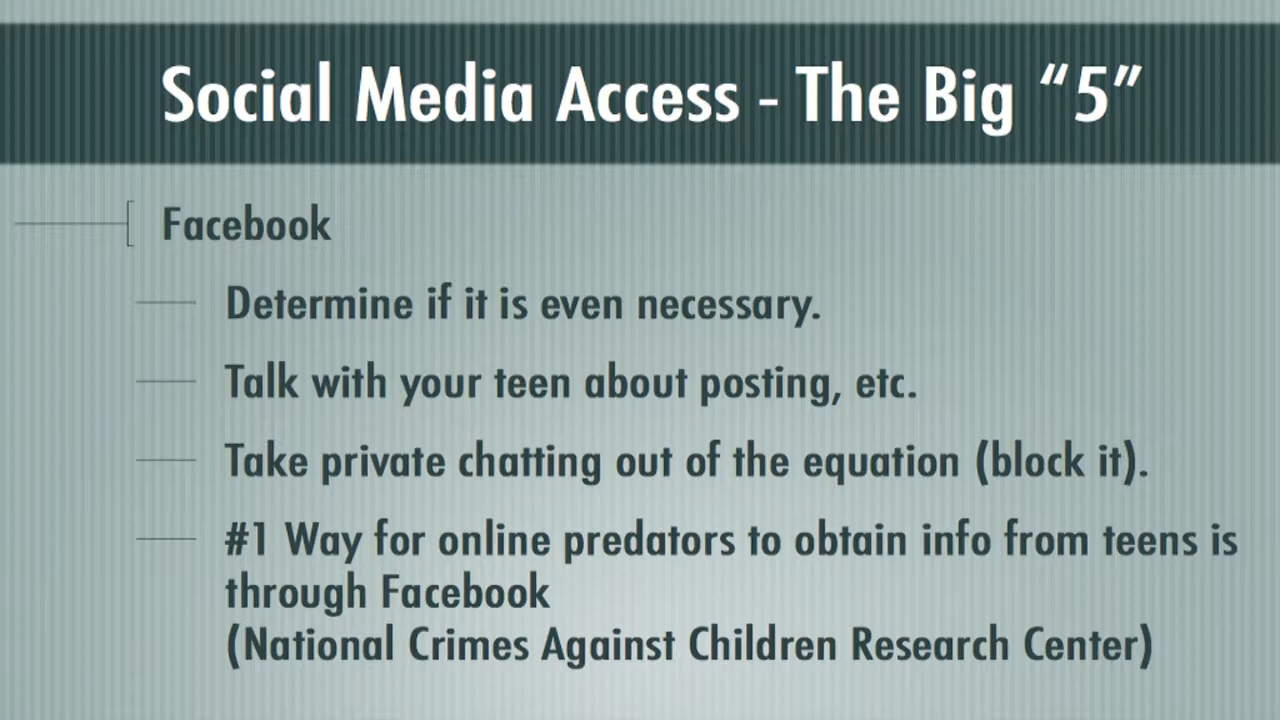 Social Media Access - The Big “5”
Facebook
Determine if it is even necessary.
Talk with your teen about posting, etc.
Take private chatting out of the equation (block it).
#1 Way for online predators to obtain info from teens is
through Facebook
(National Crimes Against Children Research Center)